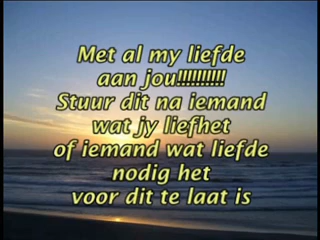 Met al my liefde
aan jou!!!!!!!!!!
Stuur dit na iemand
wat jy liefhet
of iemand wat liefde
nodig het
voor dit te laat is